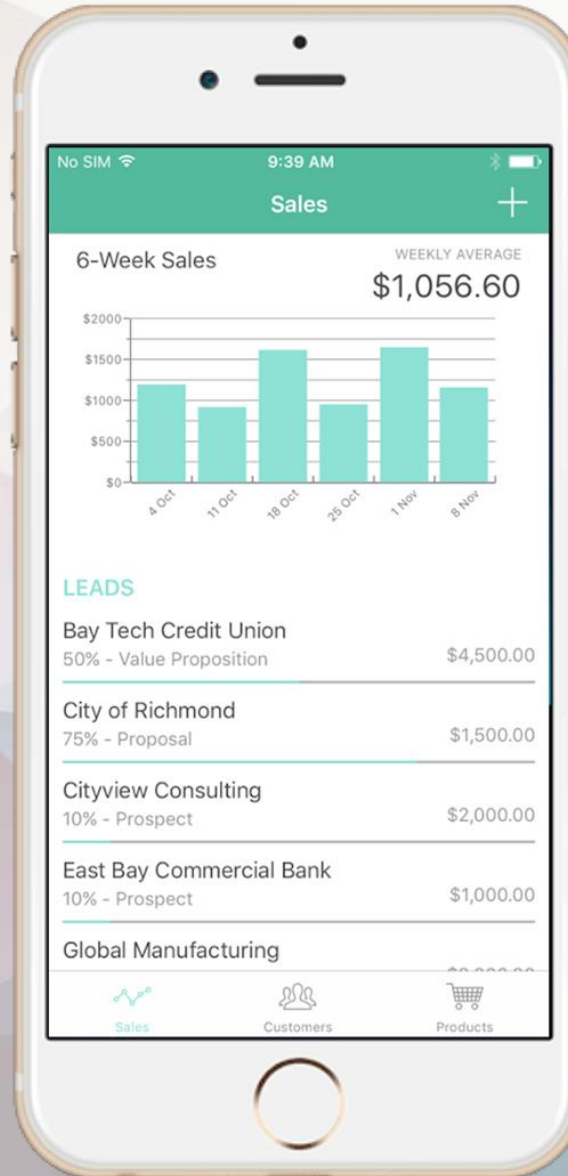 No SIM 9:39 AM
Sales +
6-Week Sales
WEEKLY AVERAGE
$1,056.60
$2000
$1500
$1000
$500
$0
4 Oct 11 Oct 18 Oct 25 Oct 1 Nov 8 Nov
LEADS
Bay Tech Credit Union
50% - Value Proposition $4,500.00
City of Richmond
75% - Proposal $1,500.00
Cityview Consulting
10% - Prospect $2,000.00
East Bay Commercial Bank
10% - Prospect $1,000.00
Global Manufacturing
Sales Customers Products